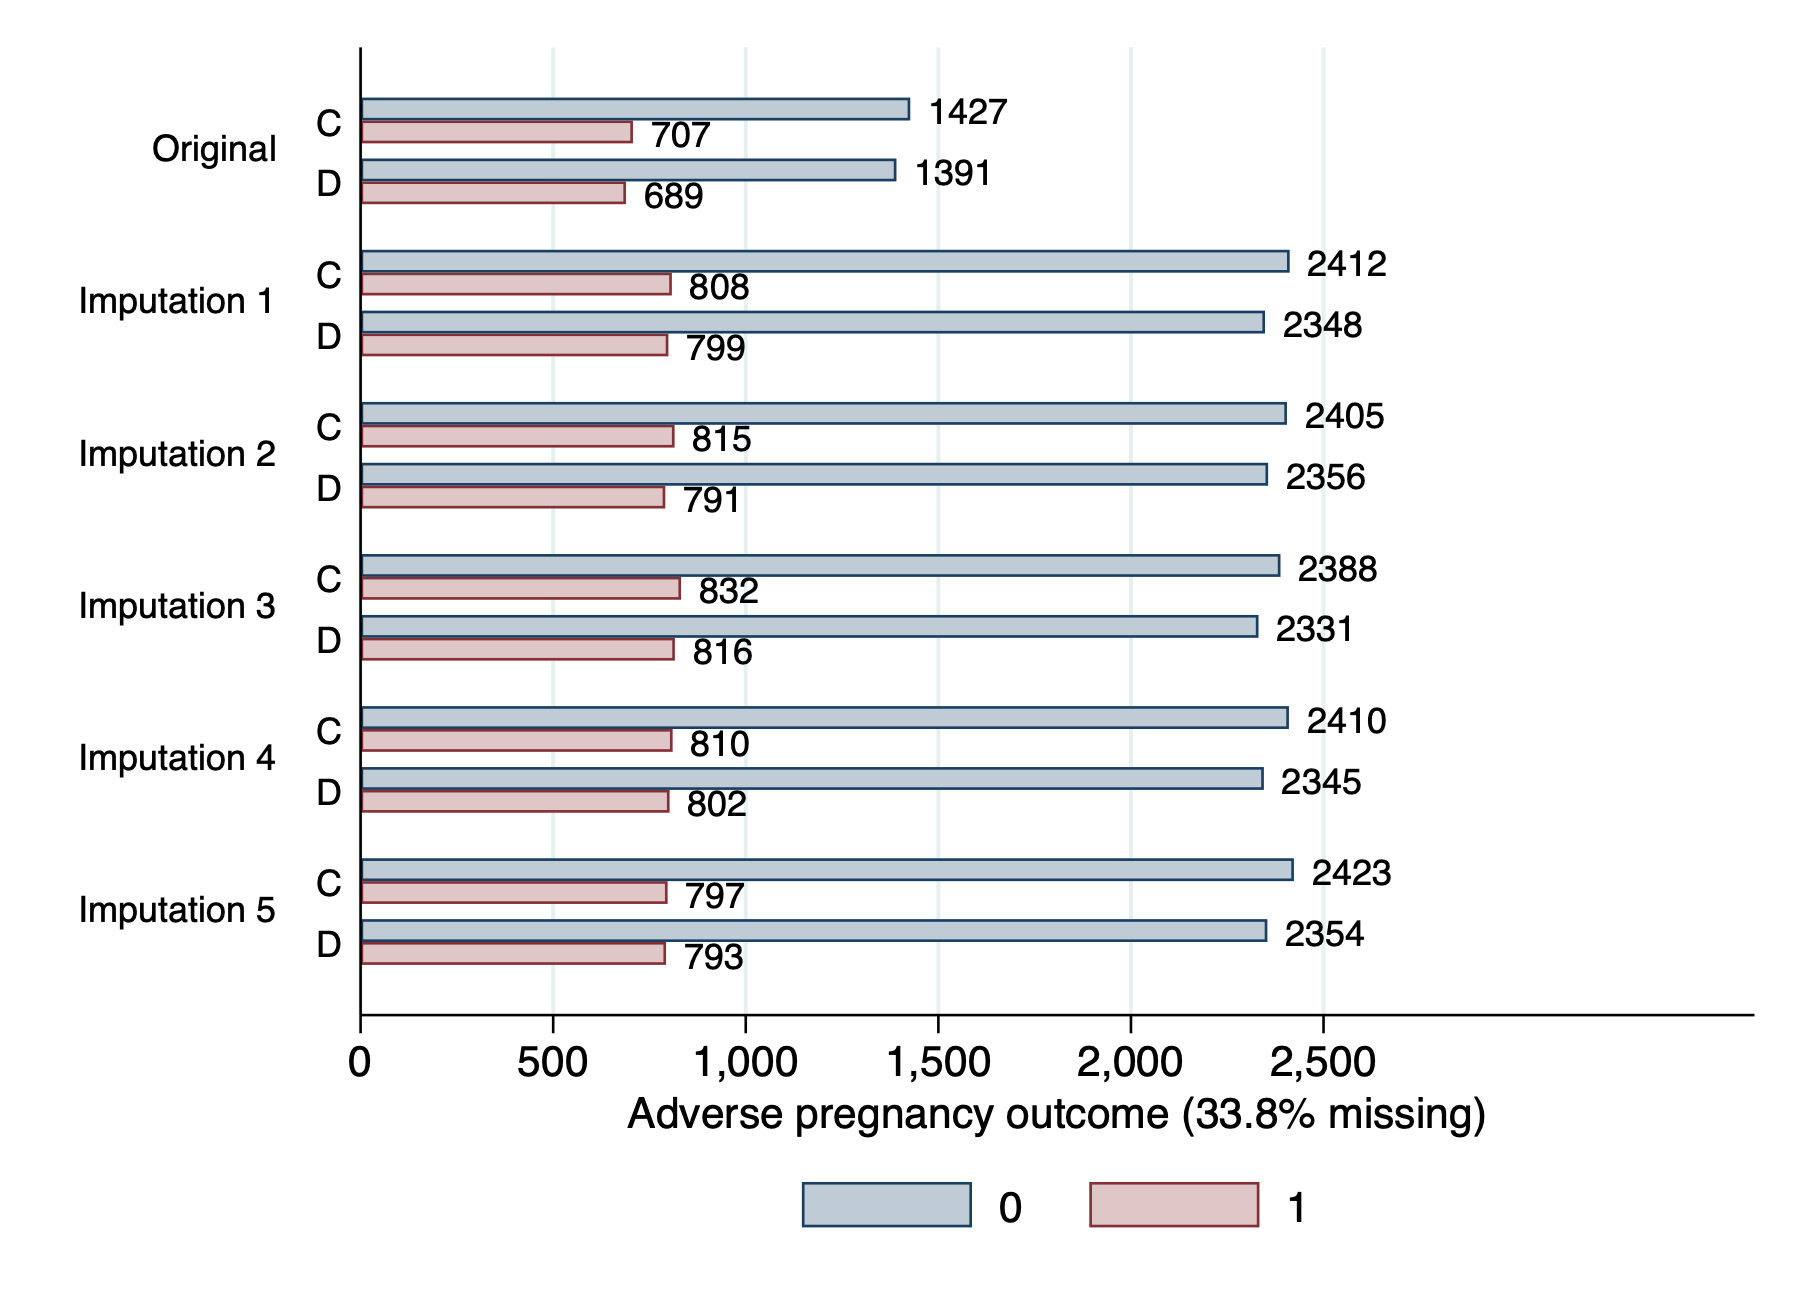 Original
C
1427
707
D
1391
689
Imputation 1
C
2412
808
D
2348
799
Imputation 2
C
2405
815
D
2356
791
Imputation 3
C
2388
832
D
2331
816
Imputation 4
C
2410
810
D
2345
802
Imputation 5
C
2423
797
D
2354
793
0 500 1,000 1,500 2,000 2,500
Adverse pregnancy outcome (33.8% missing)
0 1